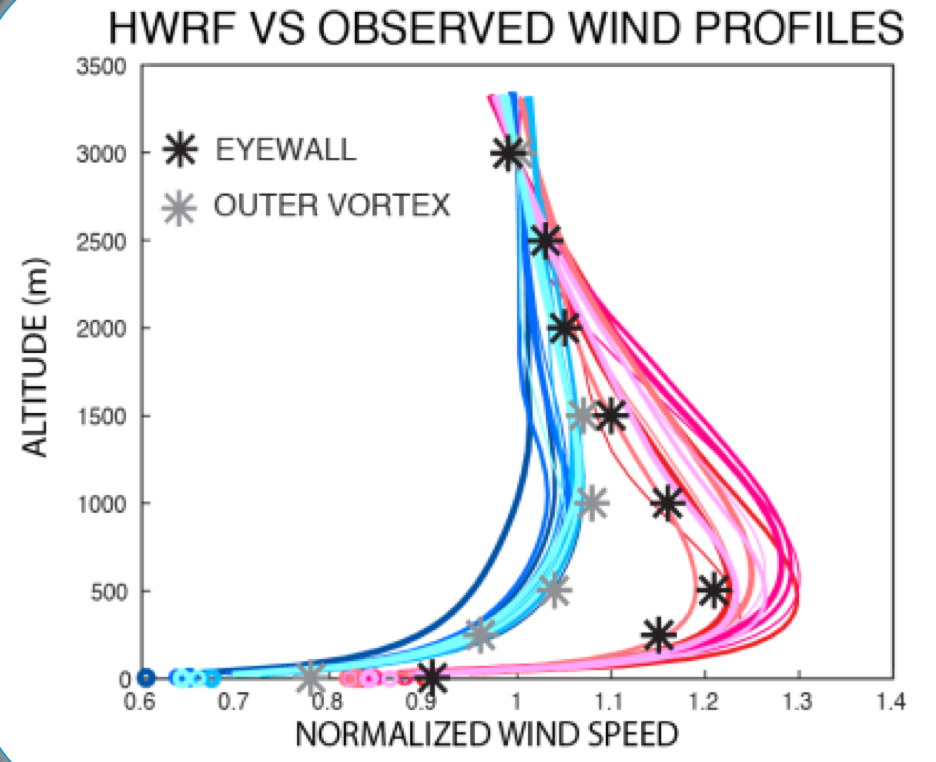 HWRF VS OBSERVED WIND PROFILES
3500
EYEWALL
3000
OUTER VORTEX
2500
2000
ALTITUDE (m)
1500
1000
500
0
0.6 0.7 0.8 0.9 1 1.1 1.2 1.3 1.4
NORMALIZED WIND SPEED